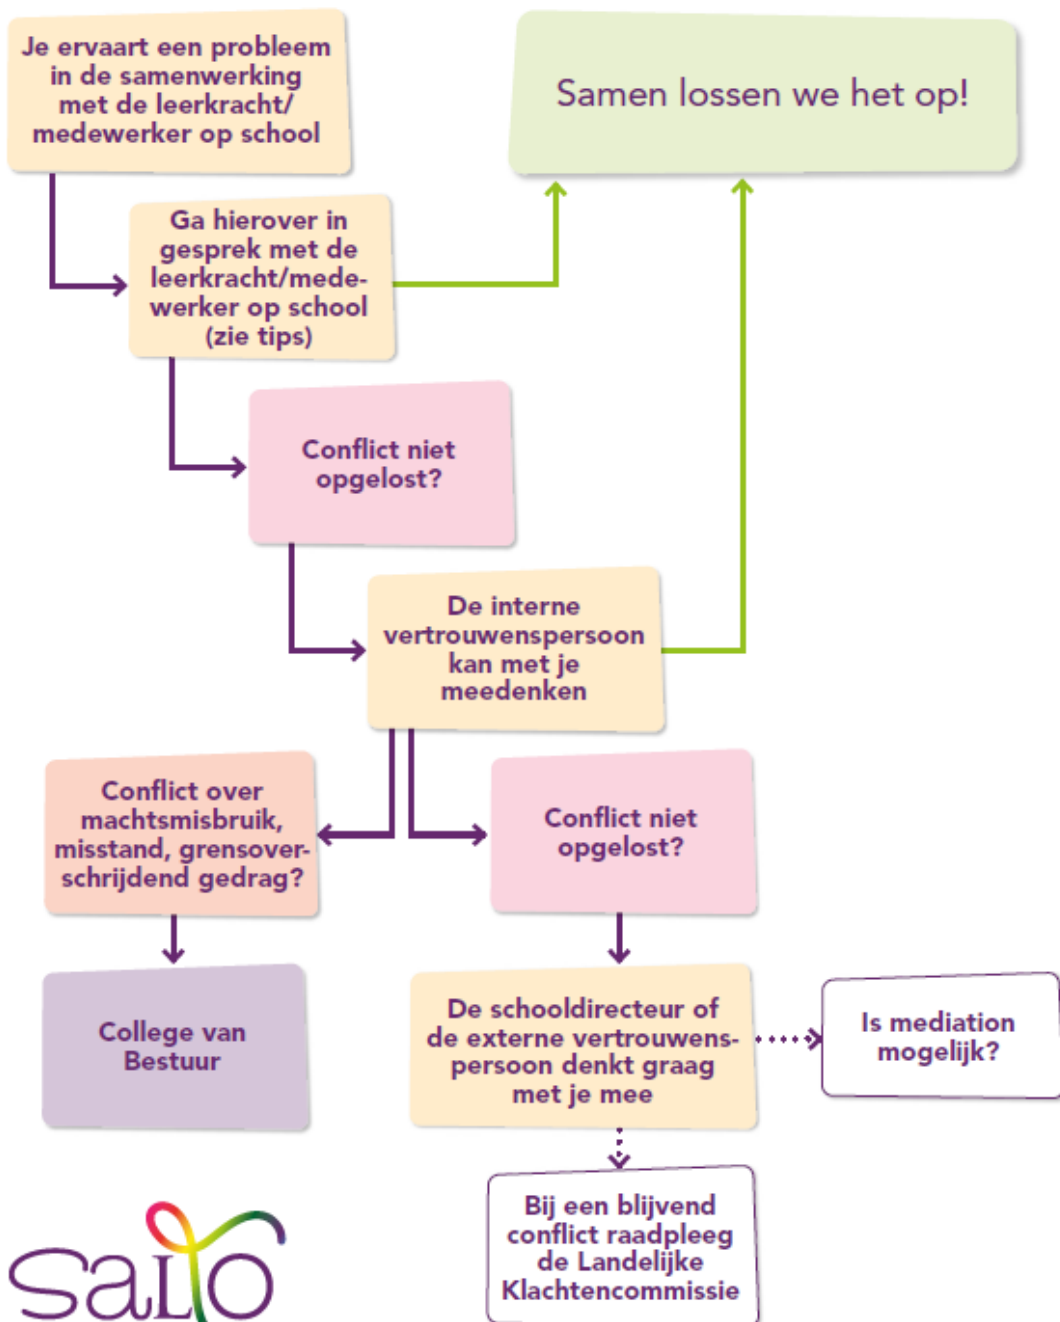 Je ervaart een probleem
in de samenwerking
met de leerkracht/
medewerker op school
Samen lossen we het op!
Ga hierover in
gesprek met de
leerkracht/mede-
werker op school
(zie tips)
Conflict niet
opgelost?
De interne
vertrouwenspersoon
kan met je
meedenken
Conflict over
machtsmisbruik,
misstand, grensover-
schrijdend gedrag?
Conflict niet
opgelost?
College van
Bestuur
De schooldirecteur of
de externe vertrouwens-
persoon denkt graag
met je mee
Is mediation
mogelijk?
Bij een blijvend
conflict raadpleeg
de Landelijke
Klachtencommissie
Salto